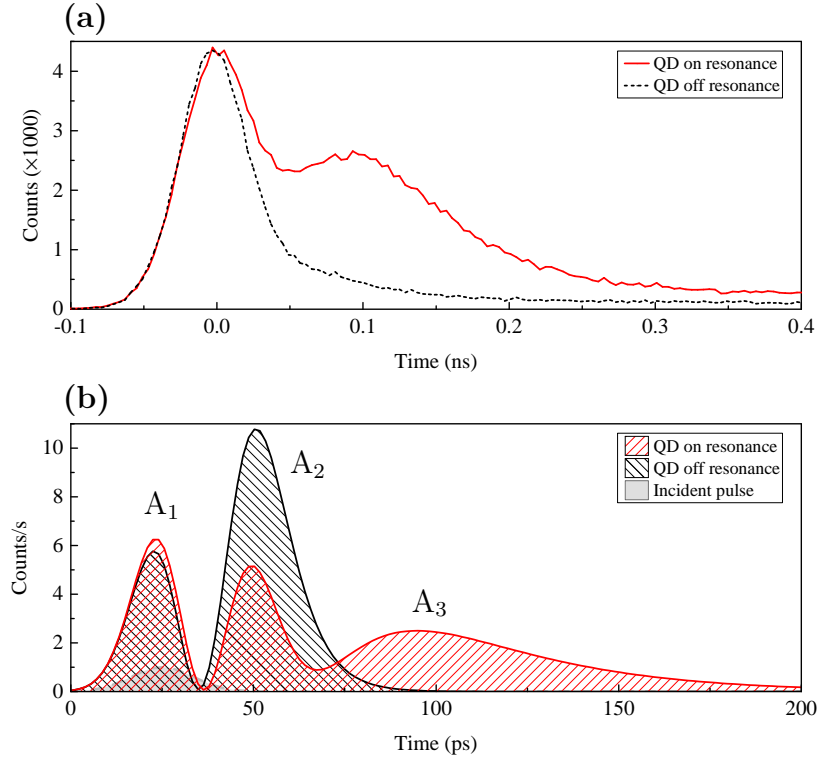 (a)
QD on resonance
QD off resonance
4
3
2
1
0
Counts (×1000)
-0.1
0.0
0.1
0.2
0.3
0.4
Time (ns)
(b)
QD on resonance
QD off resonance
Incident pulse
A1
A2
A3
10
8
6
4
2
0
Counts/s
0
50
100
150
200
Time (ps)